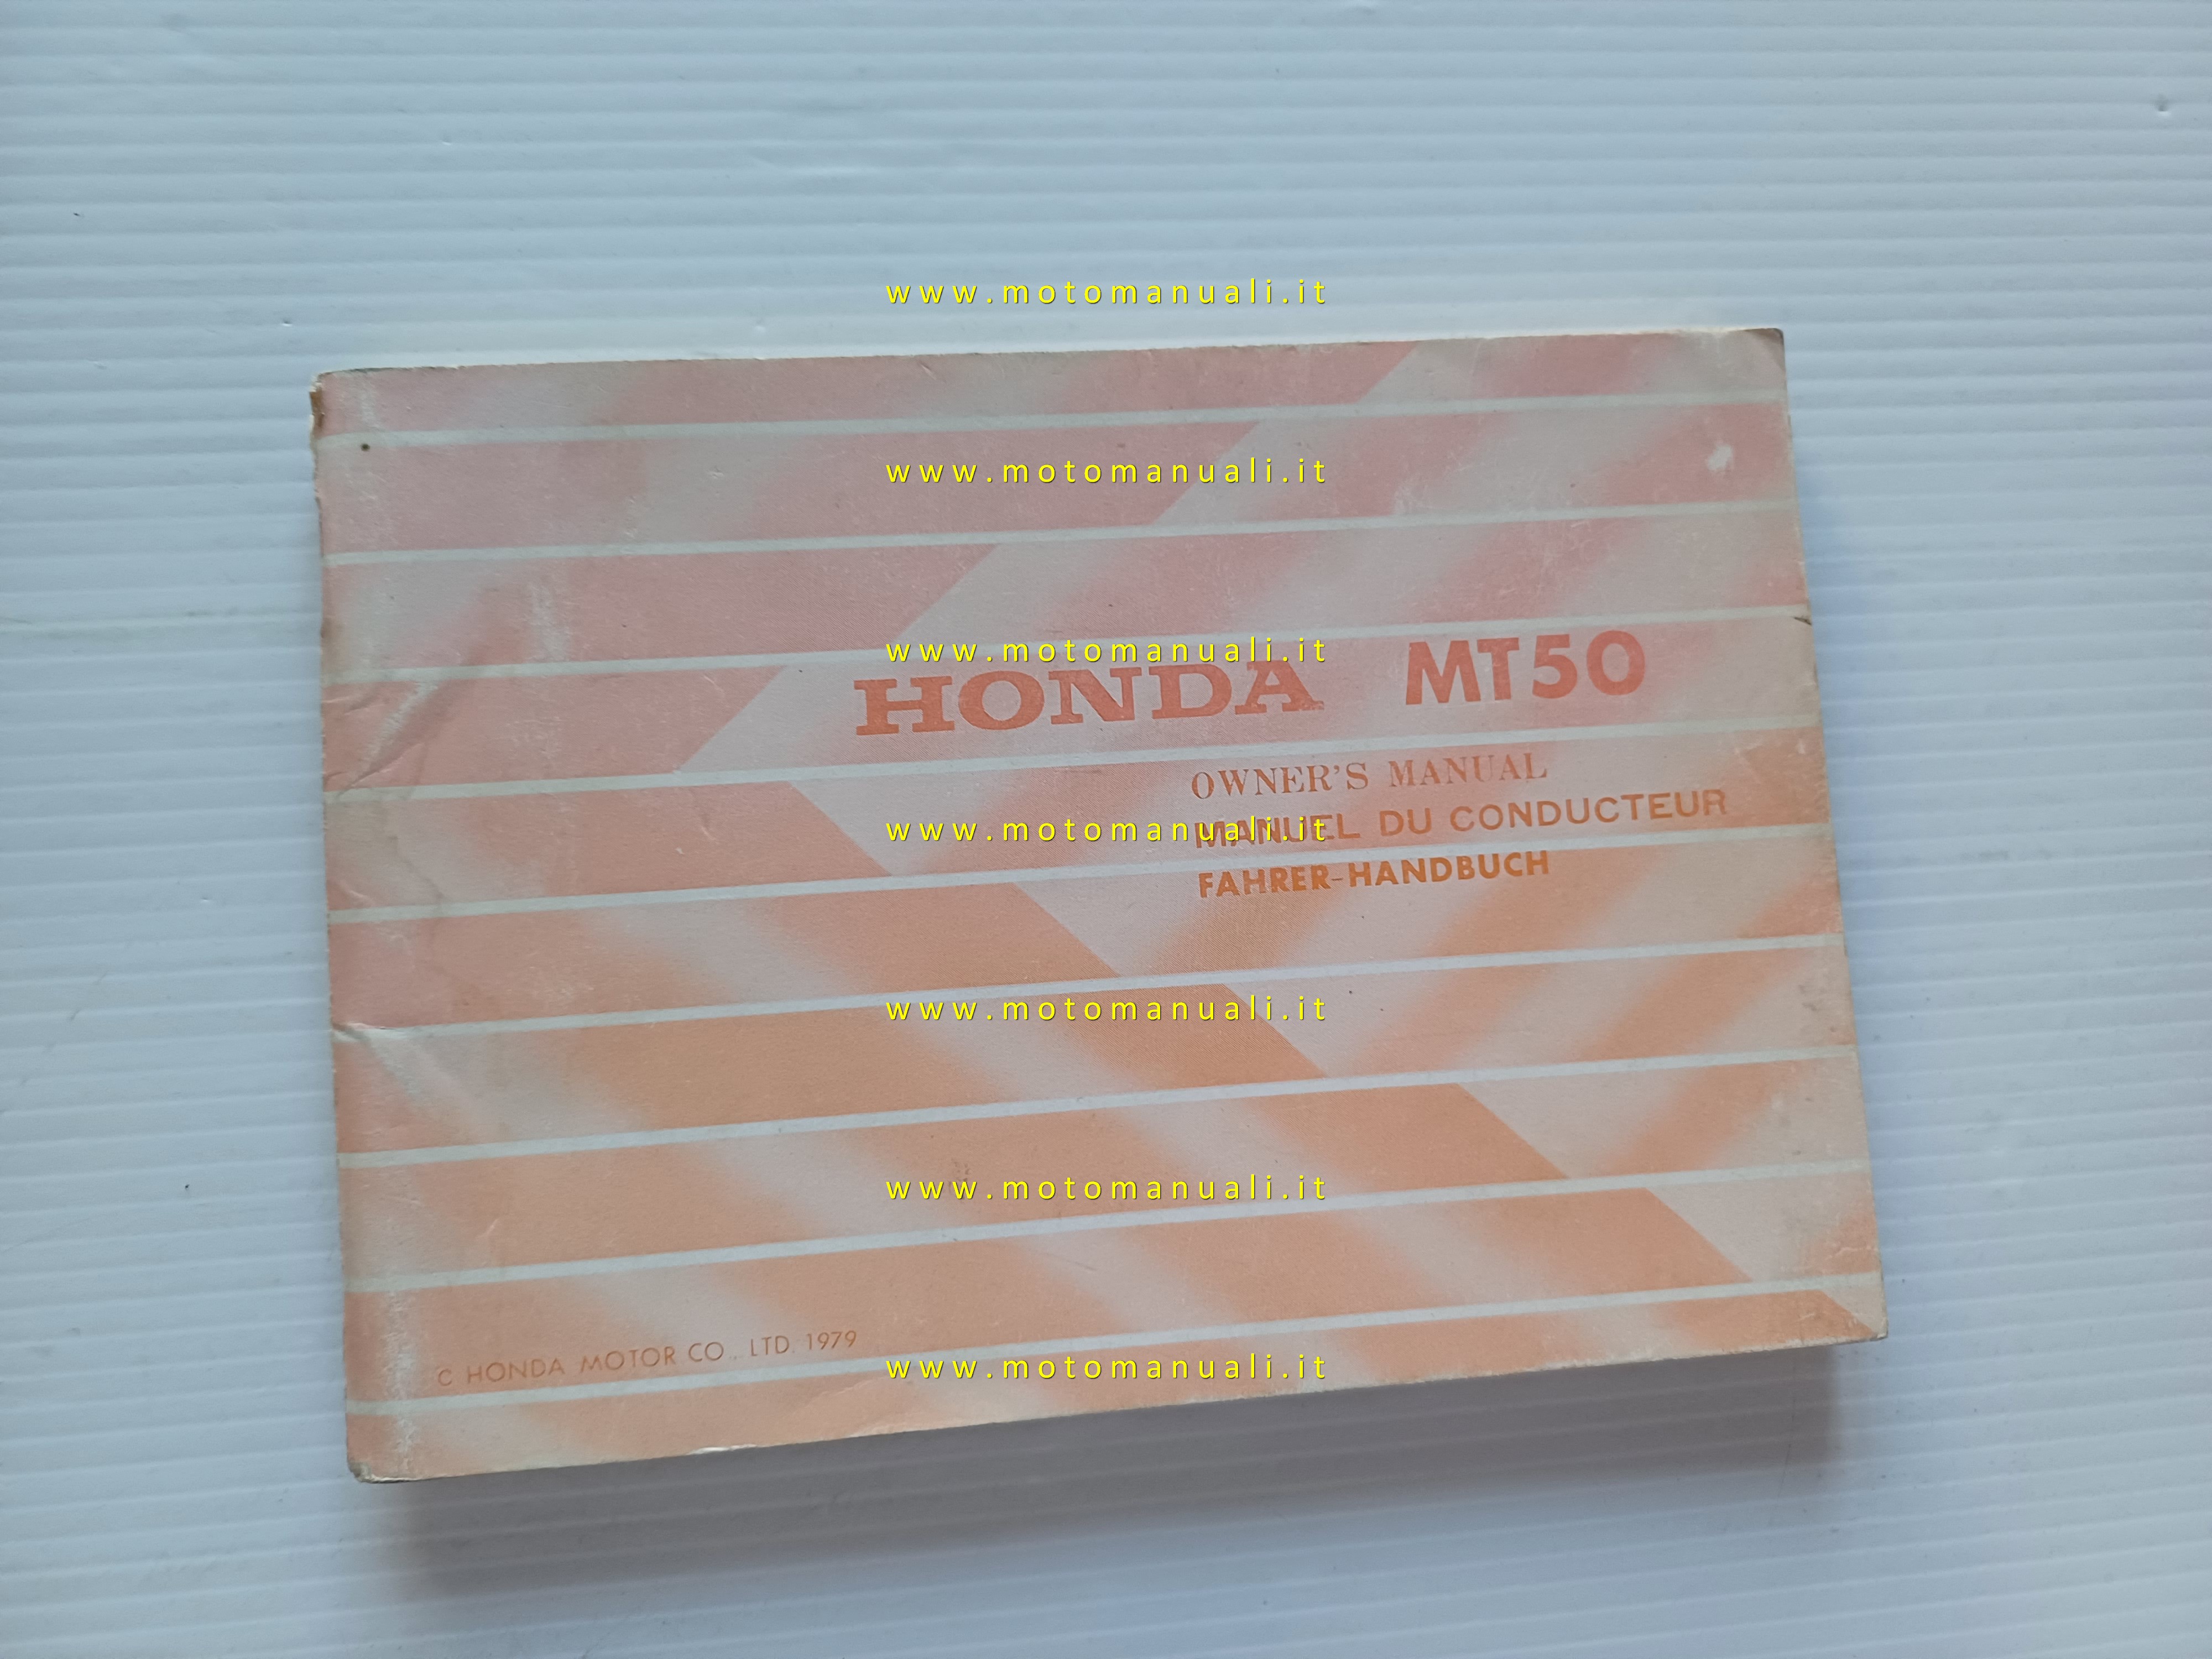 www.motomanuali.it
www.motomanuali.it
www.motomanuali.it
HONDA MT50
OWNER'S MANUAL
MANUEL DU CONDUCTEUR
www.motomanuali.it
FAHRER-HANDBUCH
www.motomanuali.it
www.motomanuali.it
C HONDA MOTOR CO., LTD. 1979
www.motomanuali.it